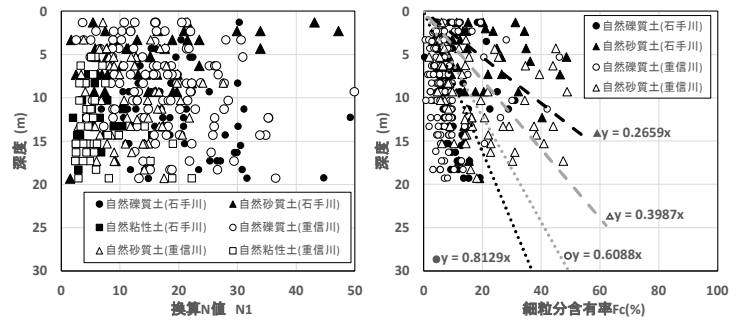 0
5
10
15
20
25
30
深度 (m)
0
10
20
30
40
50
換算N値 N1
自然礫質土(石手川)
自然砂質土(石手川)
自然粘性土(石手川)
自然礫質土(重信川)
自然砂質土(重信川)
自然粘性土(重信川)
0
5
10
15
20
25
30
深度 (m)
0
20
40
60
80
100
細粒分含有率Fc(%)
自然礫質土(石手川)
自然砂質土(石手川)
自然礫質土(重信川)
自然砂質土(重信川)
y = 0.2659x
y = 0.3987x
y = 0.6088x
y = 0.8129x